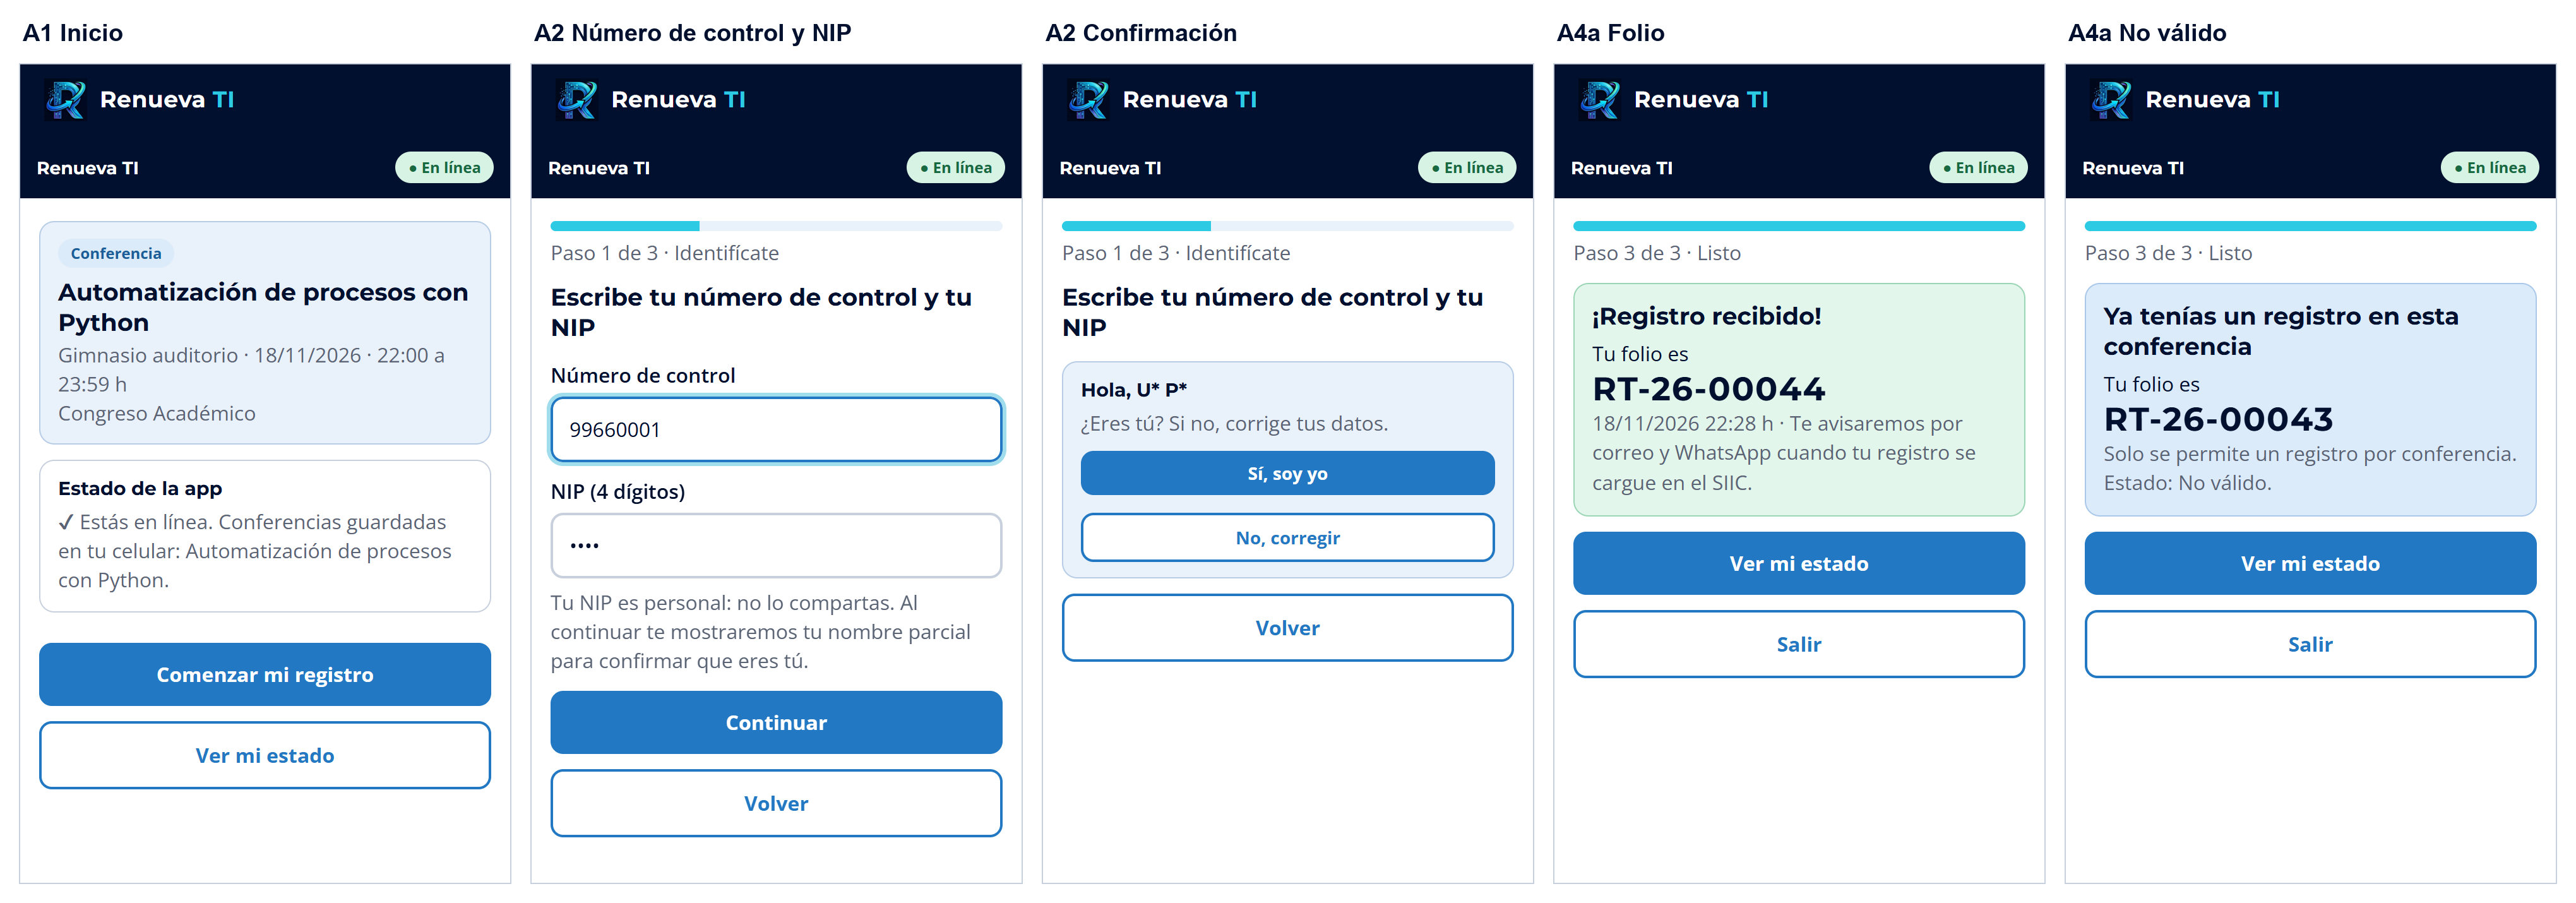 A1 Inicio
Renueva TI
Renueva TI
● En línea
Conferencia
Automatización de procesos con
Python
Gimnasio auditorio · 18/11/2026 · 22:00 a
23:59 h
Congreso Académico
Estado de la app
✓ Estás en línea. Conferencias guardadas
en tu celular: Automatización de procesos
con Python.
Comenzar mi registro
Ver mi estado
A2 Número de control y NIP
Renueva TI
Renueva TI
● En línea
Paso 1 de 3 · Identifícate
Escribe tu número de control y tu
NIP
Número de control
99660001
NIP (4 dígitos)
••••
Tu NIP es personal: no lo compartas. Al
continuar te mostraremos tu nombre parcial
para confirmar que eres tú.
Continuar
Volver
A2 Confirmación
Renueva TI
Renueva TI
● En línea
Paso 1 de 3 · Identifícate
Escribe tu número de control y tu
NIP
Hola, U* P*
¿Eres tú? Si no, corrige tus datos.
Sí, soy yo
No, corregir
Volver
A4a Folio
Renueva TI
Renueva TI
● En línea
Paso 3 de 3 · Listo
¡Registro recibido!
Tu folio es
RT-26-00044
18/11/2026 22:28 h · Te avisaremos por
correo y WhatsApp cuando tu registro se
cargue en el SIIC.
Ver mi estado
Salir
A4a No válido
Renueva TI
Renueva TI
● En línea
Paso 3 de 3 · Listo
Ya tenías un registro en esta
conferencia
Tu folio es
RT-26-00043
Solo se permite un registro por conferencia.
Estado: No válido.
Ver mi estado
Salir